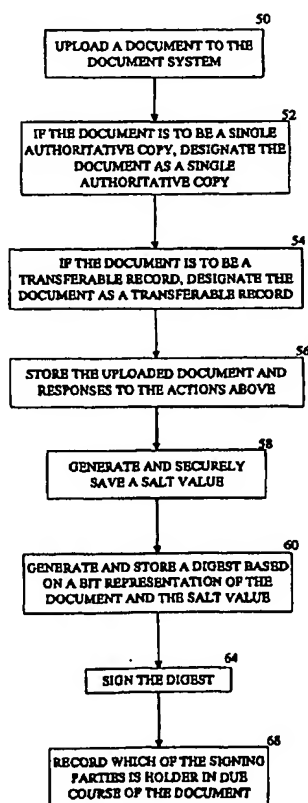 50
UPLOAD A DOCUMENT TO THE
DOCUMENT SYSTEM
52
IF THE DOCUMENT IS TO BE A SINGLE
AUTHORITATIVE COPY, DESIGNATE THE
DOCUMENT AS A SINGLE
AUTHORITATIVE COPY
54
IF THE DOCUMENT IS TO BE A
TRANSFERABLE RECORD, DESIGNATE THE
DOCUMENT AS A TRANSFERABLE RECORD
56
STORE THE UPLOADED DOCUMENT AND
RESPONSES TO THE ACTIONS ABOVE
58
GENERATE AND SECURELY
SAVE A SALT VALUE
60
GENERATE AND STORE A DIGEST BASED
ON A BIT REPRESENTATION OF THE
DOCUMENT AND THE SALT VALUE
64
SIGN THE DIGEST
68
RECORD WHICH OF THE SIGNING
PARTIES IS HOLDER IN DUE
COURSE OF THE DOCUMENT